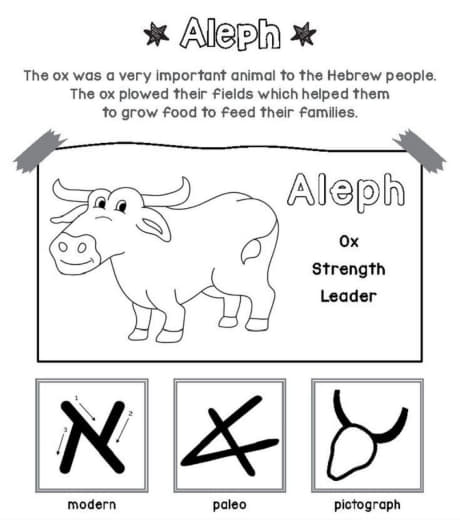 Aleph
The ox was a very important animal to the Hebrew people.
The ox plowed their fields which helped them
to grow food to feed their families.
Aleph
Ox
Strength
Leader
1
2
3
א
modern
paleo
pictograph